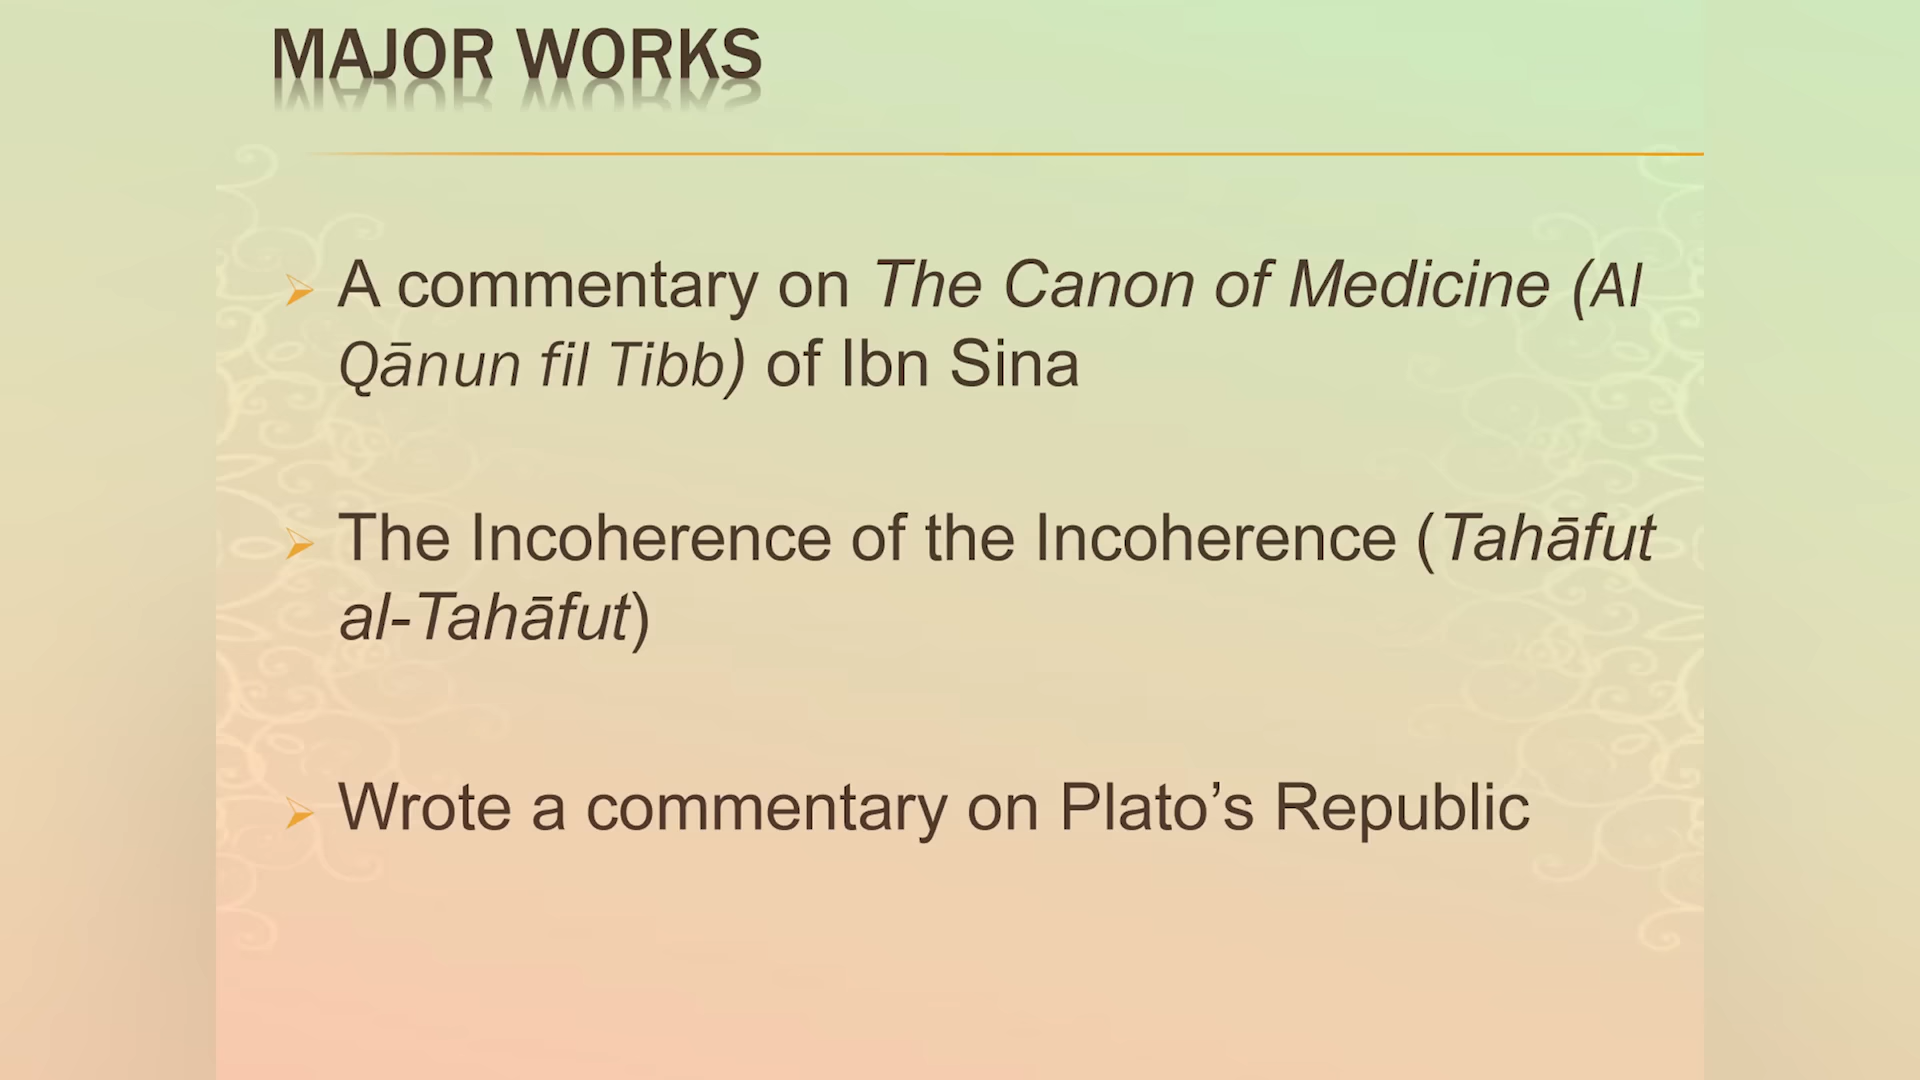 MAJOR WORKS
A commentary on The Canon of Medicine (Al
Qānun fil Tibb) of Ibn Sina
The Incoherence of the Incoherence (Tahāfut
al-Tahāfut)
Wrote a commentary on Plato’s Republic